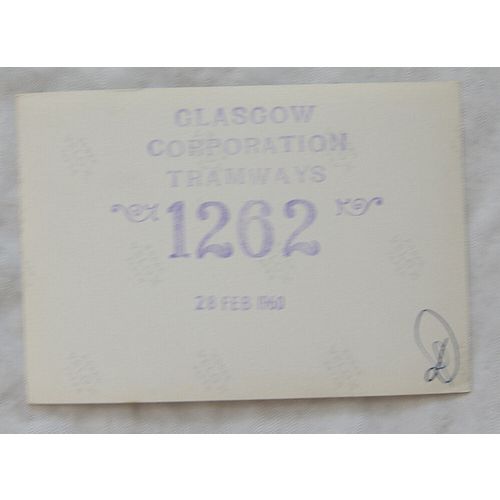 GLASGOW
CORPORATION
TRAMWAYS
1262
28 FEB 1960